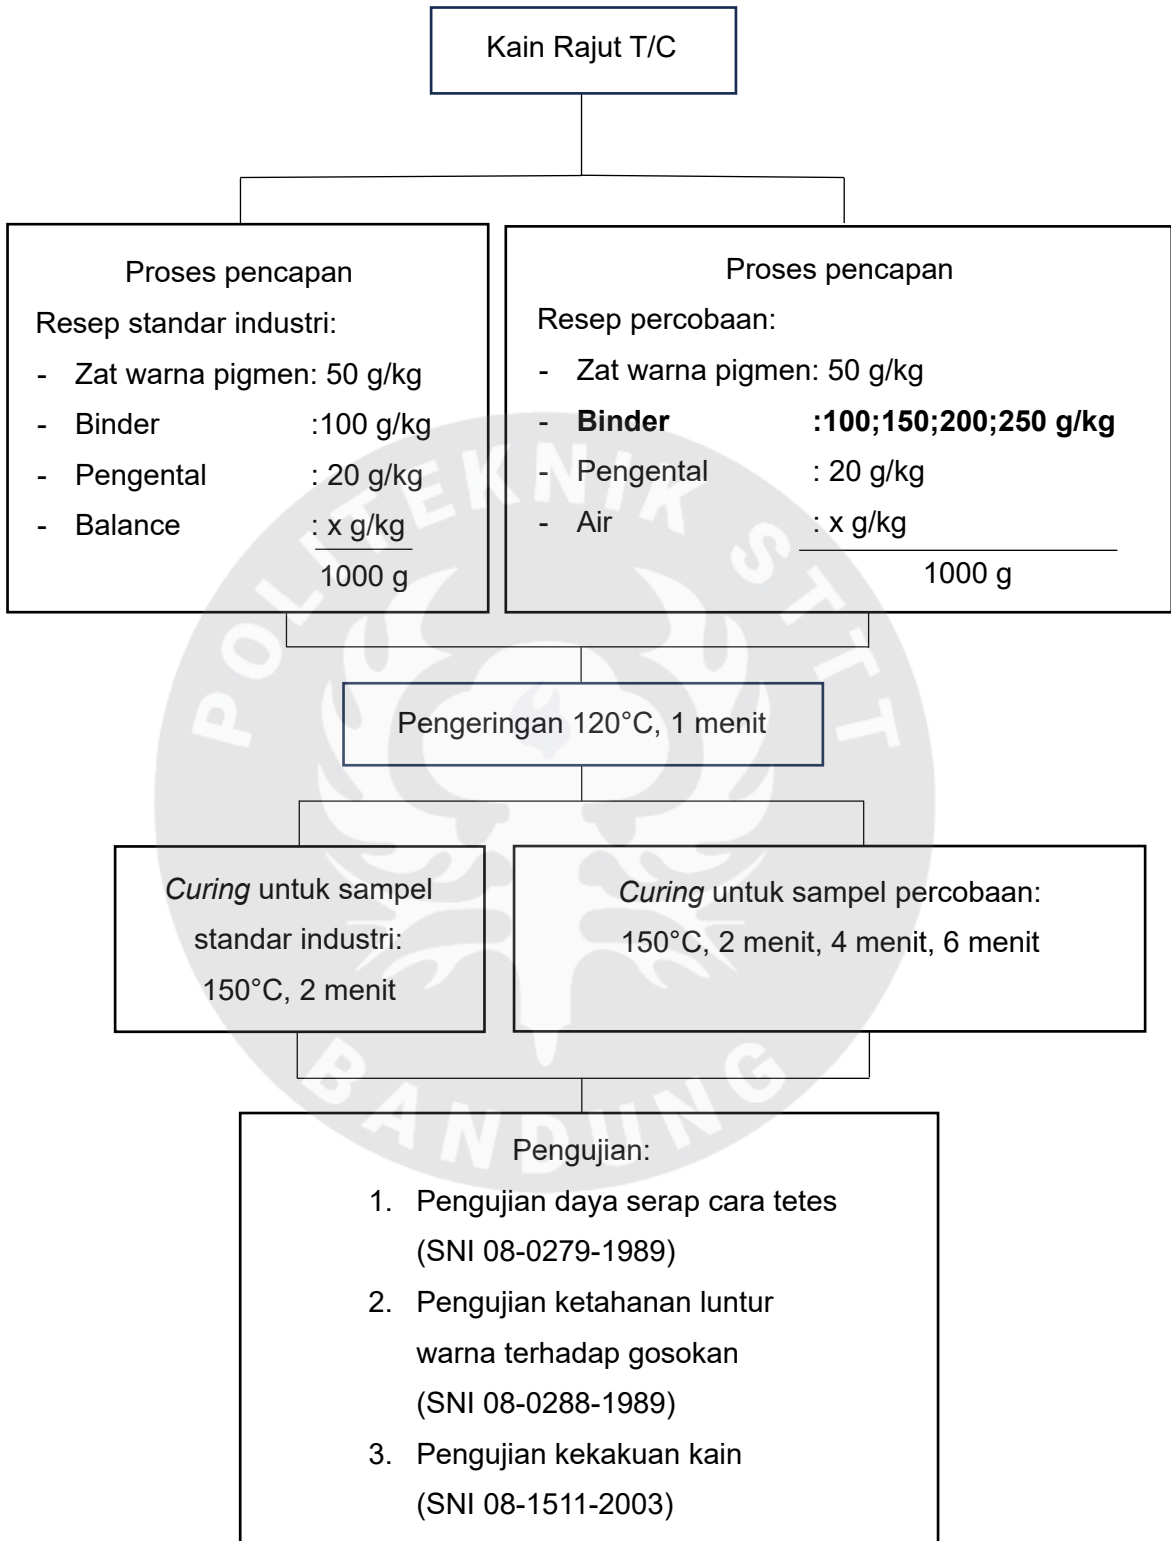 Kain Rajut T/C
Proses pencapan
Resep standar industri:
- Zat warna pigmen: 50 g/kg
- Binder :100 g/kg
- Pengental : 20 g/kg
- Balance : x g/kg
1000 g
Proses pencapan
Resep percobaan:
- Zat warna pigmen: 50 g/kg
- Binder :100;150;200;250 g/kg
- Pengental : 20 g/kg
- Air : x g/kg
1000 g
Pengeringan 120°C, 1 menit
Curing untuk sampel
standar industri:
150°C, 2 menit
Curing untuk sampel percobaan:
150°C, 2 menit, 4 menit, 6 menit
Pengujian:
1. Pengujian daya serap cara tetes
(SNI 08-0279-1989)
2. Pengujian ketahanan luntur
warna terhadap gosokan
(SNI 08-0288-1989)
3. Pengujian kekakuan kain
(SNI 08-1511-2003)
POLITEKNIK STTT
BANDUNG